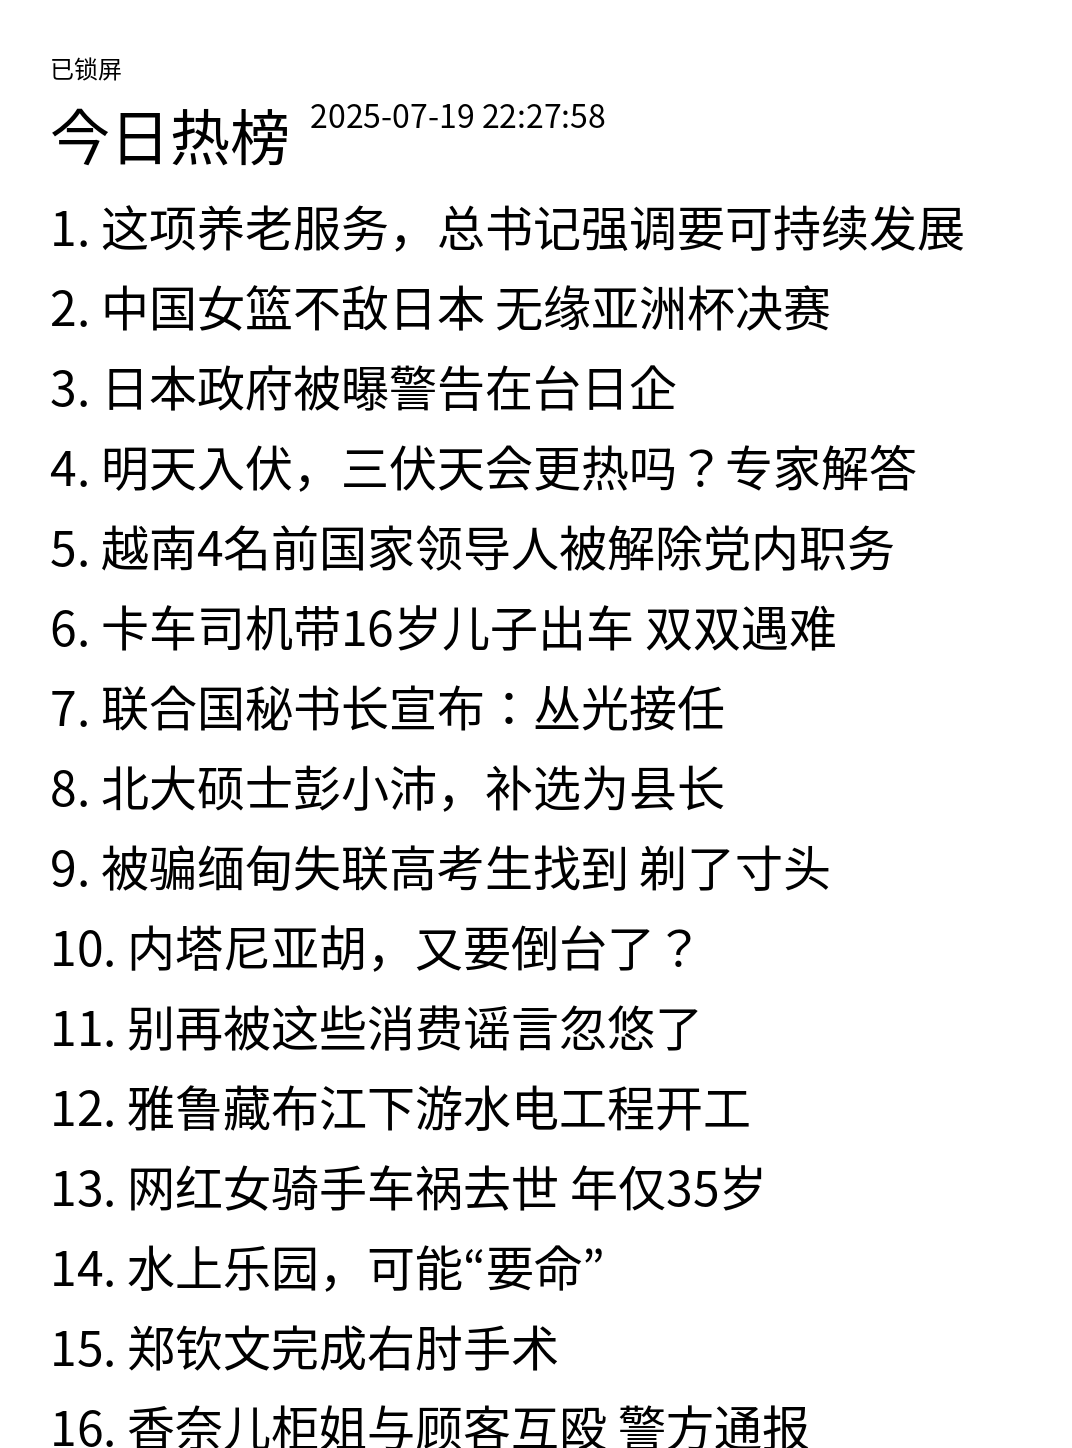 已锁屏
今日热榜 2025-07-19 22:27:58
1. 这项养老服务，总书记强调要可持续发展
2. 中国女篮不敌日本 无缘亚洲杯决赛
3. 日本政府被曝警告在台日企
4. 明天入伏，三伏天会更热吗？专家解答
5. 越南4名前国家领导人被解除党内职务
6. 卡车司机带16岁儿子出车 双双遇难
7. 联合国秘书长宣布：丛光接任
8. 北大硕士彭小沛，补选为县长
9. 被骗缅甸失联高考生找到 剃了寸头
10. 内塔尼亚胡，又要倒台了？
11. 别再被这些消费谣言忽悠了
12. 雅鲁藏布江下游水电工程开工
13. 网红女骑手车祸去世 年仅35岁
14. 水上乐园，可能“要命”
15. 郑钦文完成右肘手术
16. 香奈儿柜姐与顾客互殴 警方通报